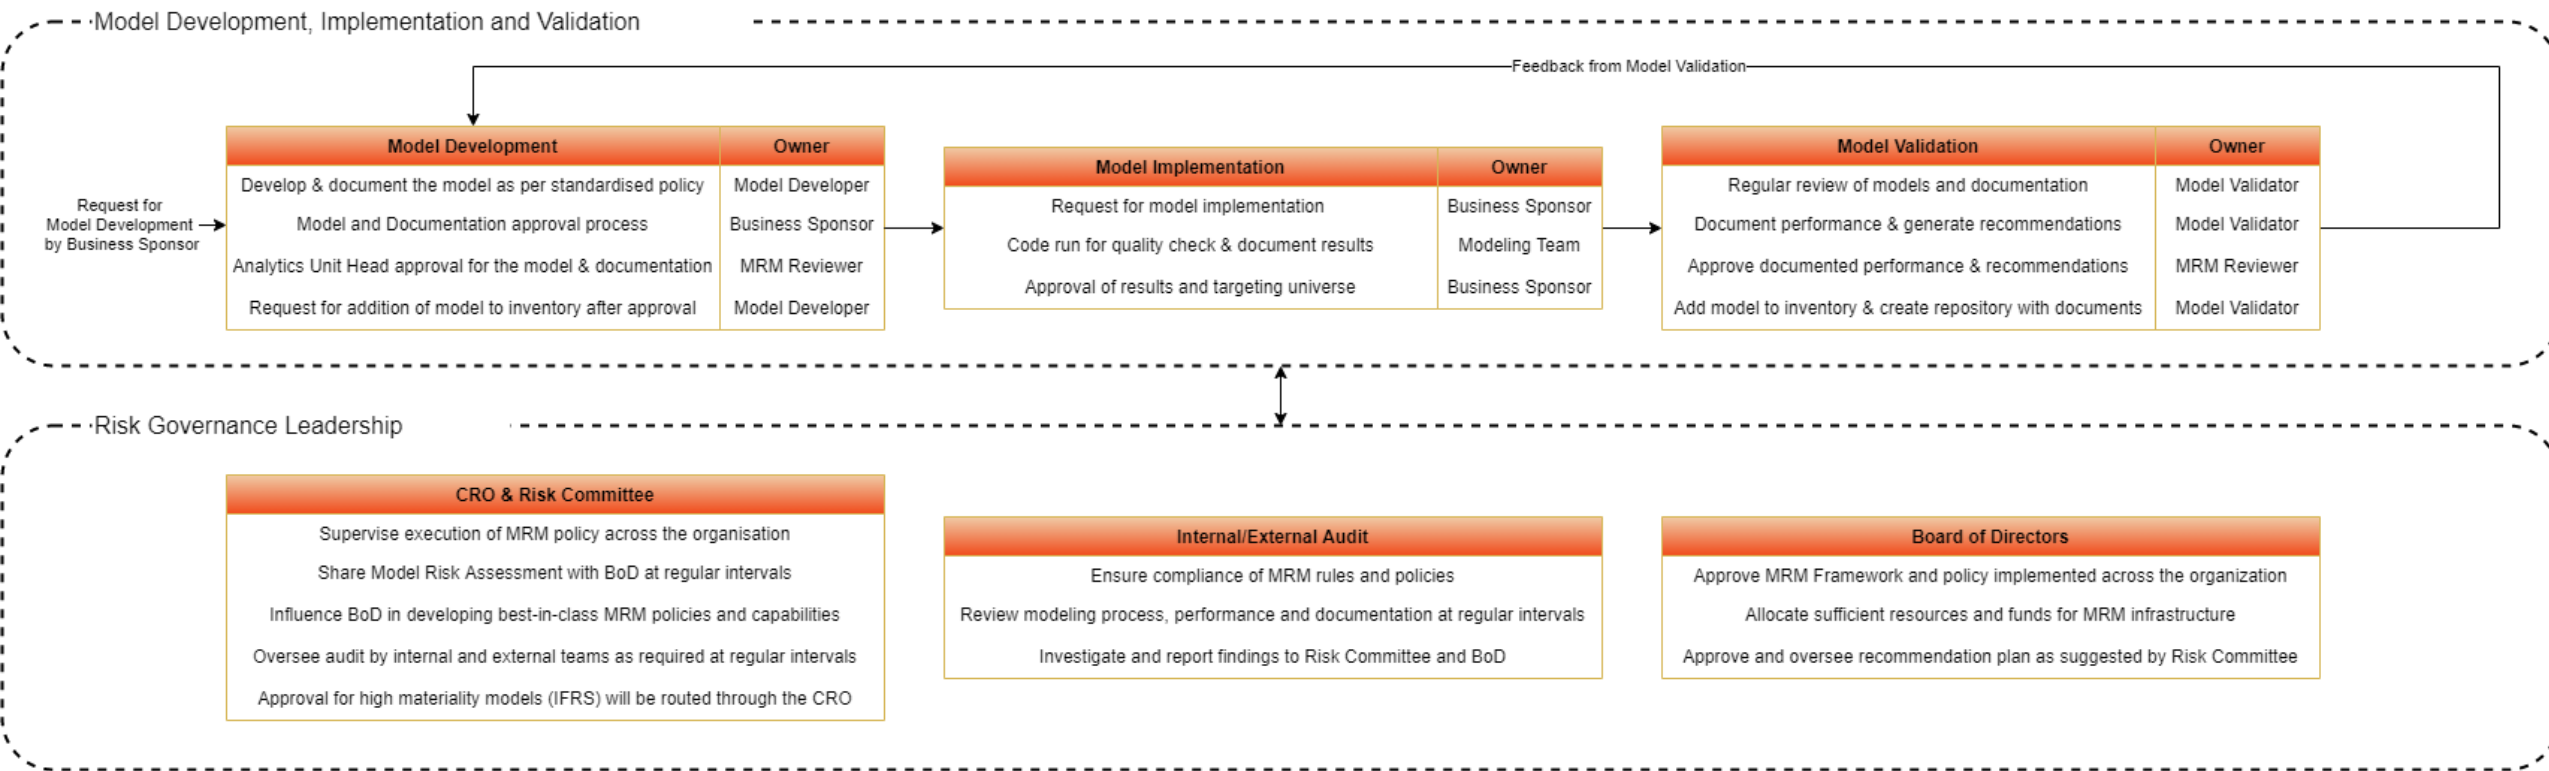 Model Development, Implementation and Validation
Feedback from Model Validation
Request for
Model Development
by Business Sponsor
Model Development Owner
Develop & document the model as per standardised policy Model Developer
Model and Documentation approval process Business Sponsor
Analytics Unit Head approval for the model & documentation MRM Reviewer
Request for addition of model to inventory after approval Model Developer
Model Implementation Owner
Request for model implementation Business Sponsor
Code run for quality check & document results Modeling Team
Approval of results and targeting universe Business Sponsor
Model Validation Owner
Regular review of models and documentation Model Validator
Document performance & generate recommendations Model Validator
Approve documented performance & recommendations MRM Reviewer
Add model to inventory & create repository with documents Model Validator
Risk Governance Leadership
CRO & Risk Committee
Supervise execution of MRM policy across the organisation
Share Model Risk Assessment with BoD at regular intervals
Influence BoD in developing best-in-class MRM policies and capabilities
Oversee audit by internal and external teams as required at regular intervals
Approval for high materiality models (IFRS) will be routed through the CRO
Internal/External Audit
Ensure compliance of MRM rules and policies
Review modeling process, performance and documentation at regular intervals
Investigate and report findings to Risk Committee and BoD
Board of Directors
Approve MRM Framework and policy implemented across the organization
Allocate sufficient resources and funds for MRM infrastructure
Approve and oversee recommendation plan as suggested by Risk Committee